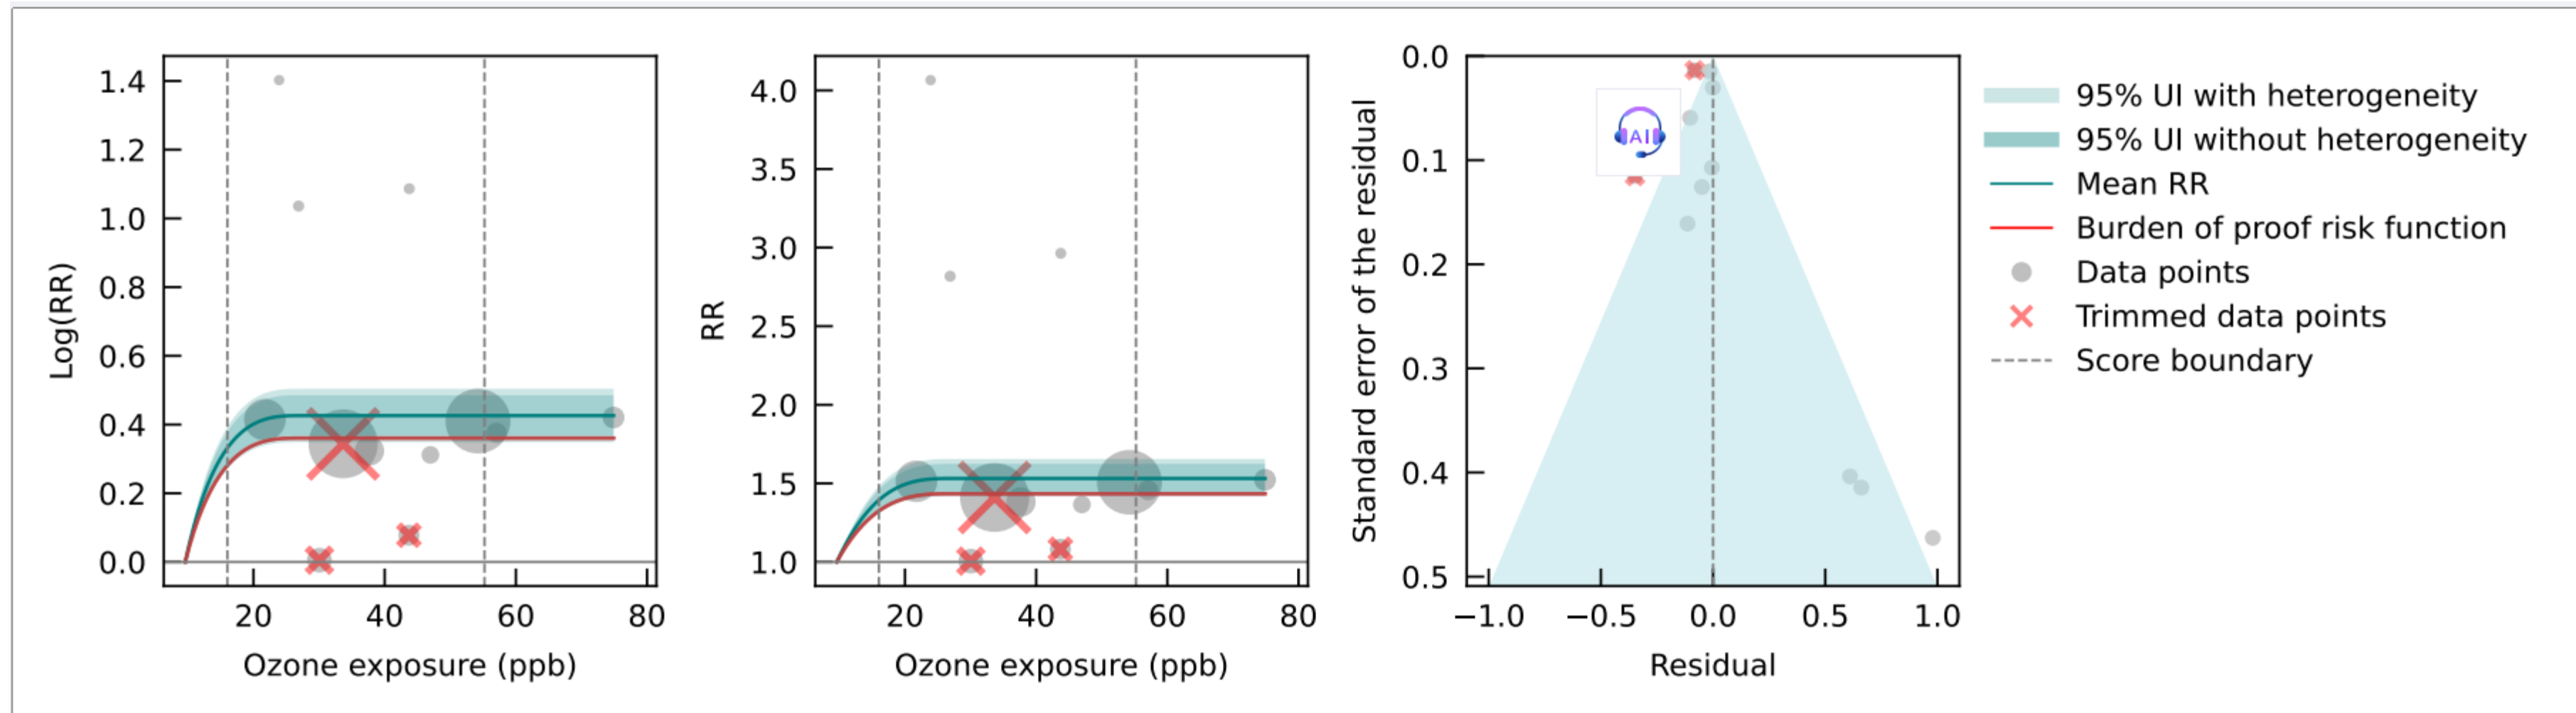 Log(RR)
1.4
1.2
1.0
0.8
0.6
0.4
0.2
0.0
20 40 60 80
Ozone exposure (ppb)
RR
4.0
3.5
3.0
2.5
2.0
1.5
1.0
20 40 60 80
Ozone exposure (ppb)
Standard error of the residual
0.0
0.1
0.2
0.3
0.4
0.5
−1.0 −0.5 0.0 0.5 1.0
Residual
AI
95% UI with heterogeneity
95% UI without heterogeneity
Mean RR
Burden of proof risk function
Data points
Trimmed data points
Score boundary